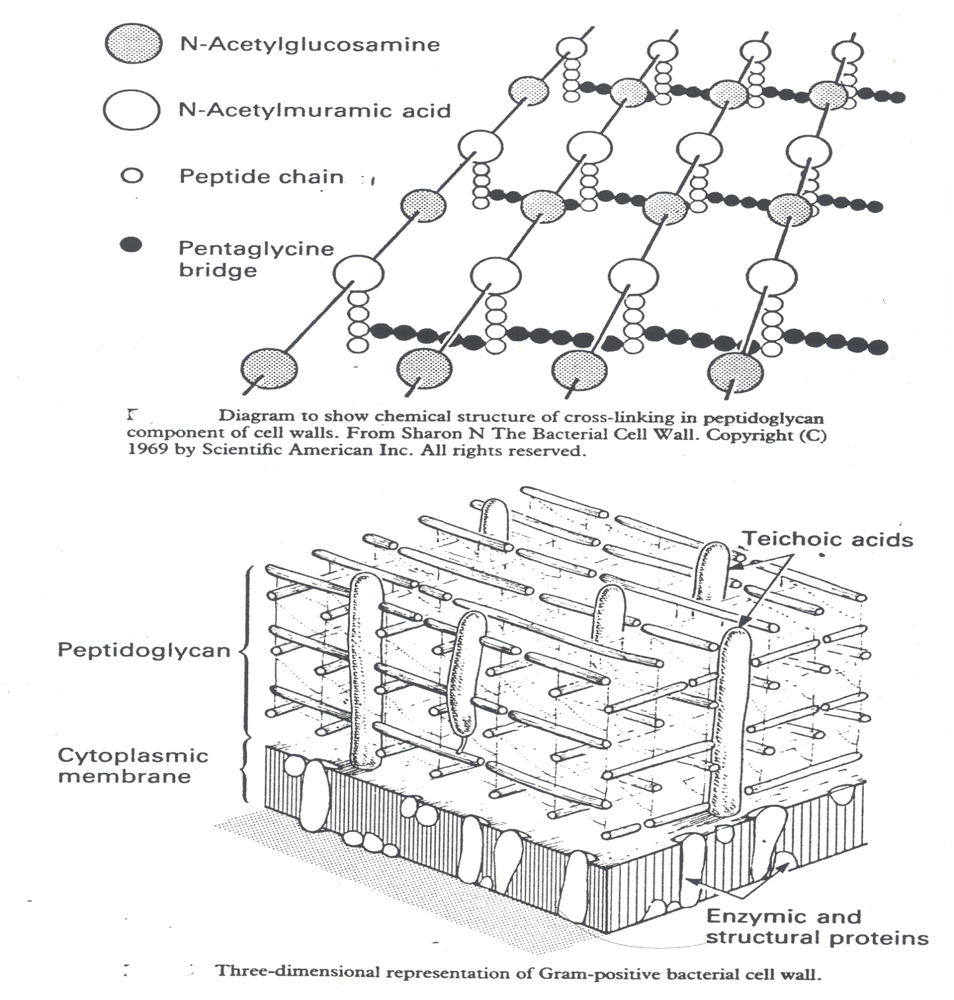 N-Acetylglucosamine
N-Acetylmuramic acid
Peptide chain
Pentaglycine
bridge
Diagram to show chemical structure of cross-linking in peptidoglycan
component of cell walls. From Sharon N The Bacterial Cell Wall. Copyright (C)
1969 by Scientific American Inc. All rights reserved.
Teichoic acids
Peptidoglycan
Cytoplasmic
membrane
Enzymic and
structural proteins
Three-dimensional representation of Gram-positive bacterial cell wall.